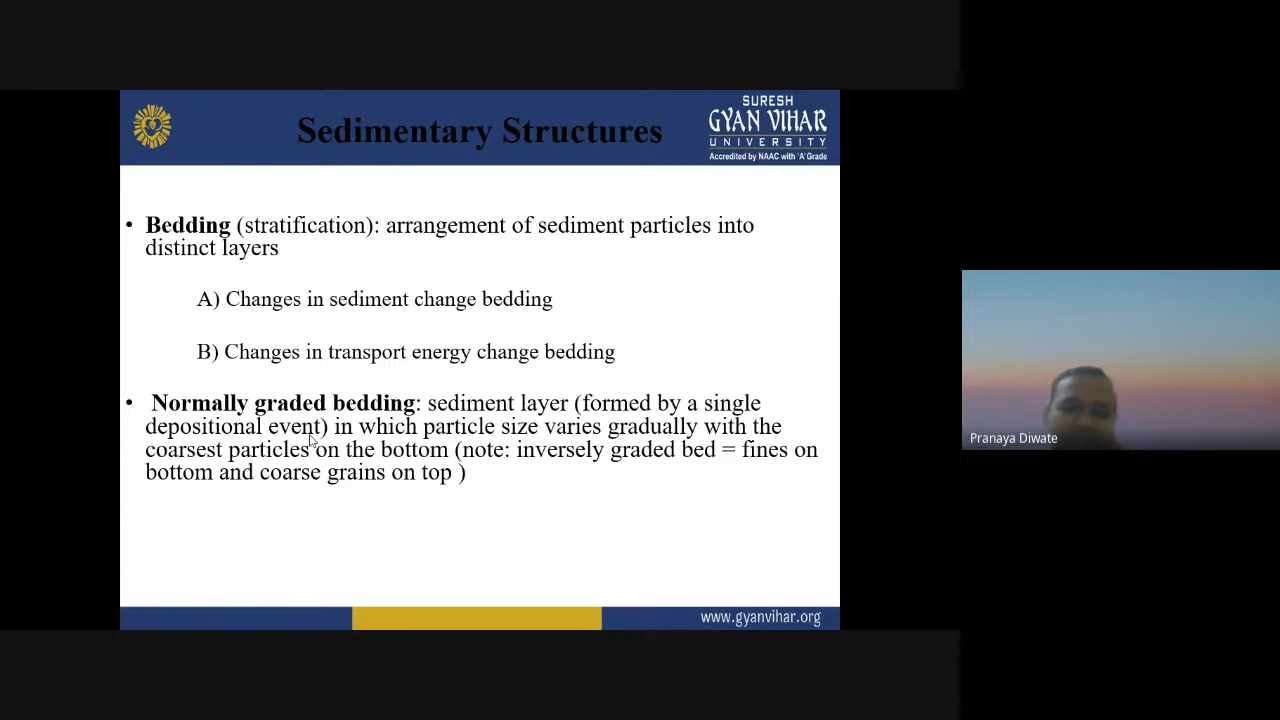 Sedimentary Structures
SURESH
GYAN VIHAR
UNIVERSITY
Accredited by NAAC with 'A' Grade
• Bedding (stratification): arrangement of sediment particles into
distinct layers
A) Changes in sediment change bedding
B) Changes in transport energy change bedding
• Normally graded bedding: sediment layer (formed by a single
depositional event) in which particle size varies gradually with the
coarsest particles on the bottom (note: inversely graded bed = fines on
bottom and coarse grains on top )
www.gyanvihar.org
Pranaya Diwate